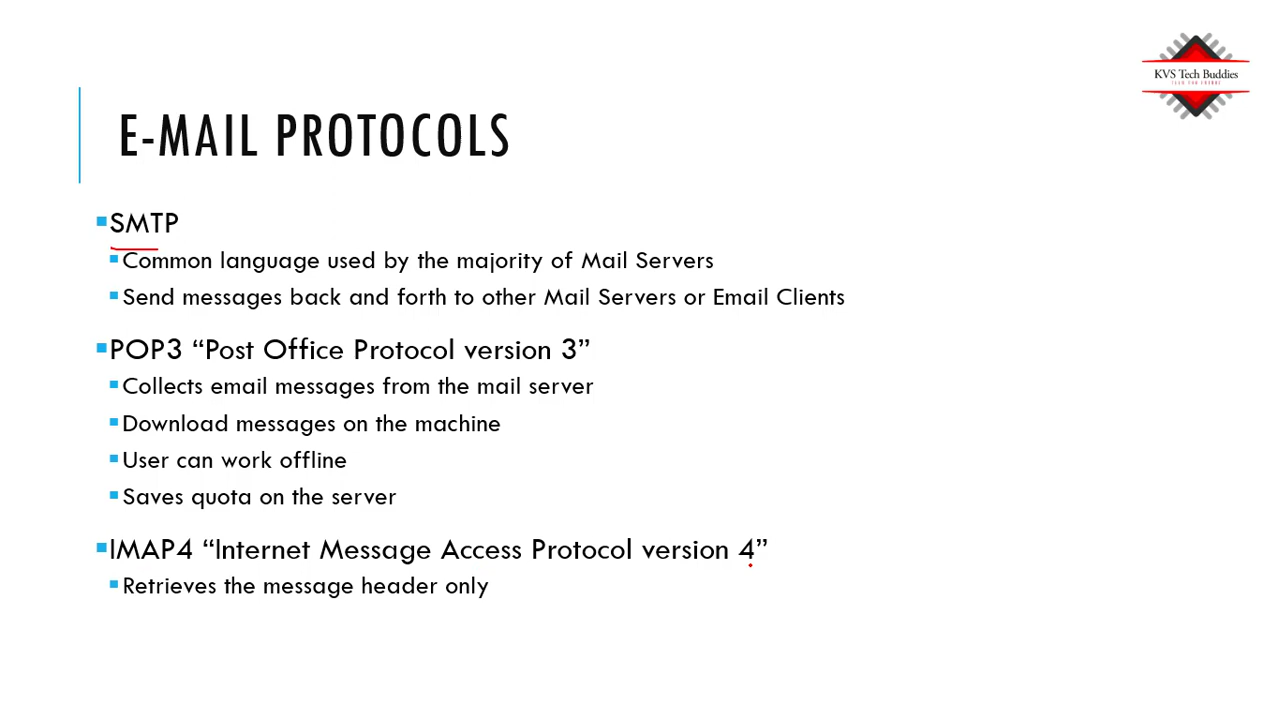 KVS Tech Buddies
E-MAIL PROTOCOLS
SMTP
Common language used by the majority of Mail Servers
Send messages back and forth to other Mail Servers or Email Clients
POP3 “Post Office Protocol version 3”
Collects email messages from the mail server
Download messages on the machine
User can work offline
Saves quota on the server
IMAP4 “Internet Message Access Protocol version 4”
Retrieves the message header only